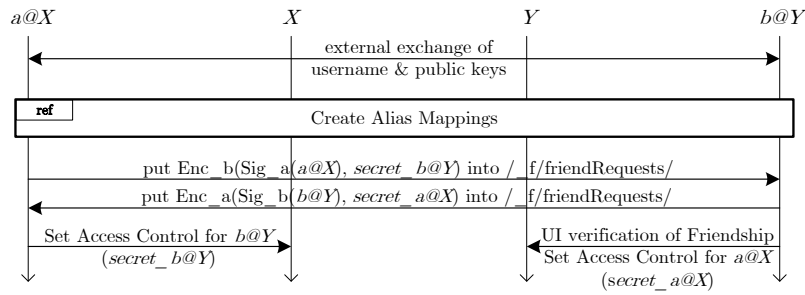 a@X X Y b@Y
external exchange of
username & public keys
ref
Create Alias Mappings
put Enc_b(Sig_a(a@X), secret_b@Y) into /_f/friendRequests/
put Enc_a(Sig_b(b@Y), secret_a@X) into /_f/friendRequests/
Set Access Control for b@Y
(secret_b@Y)
UI verification of Friendship
Set Access Control for a@X
(secret_a@X)